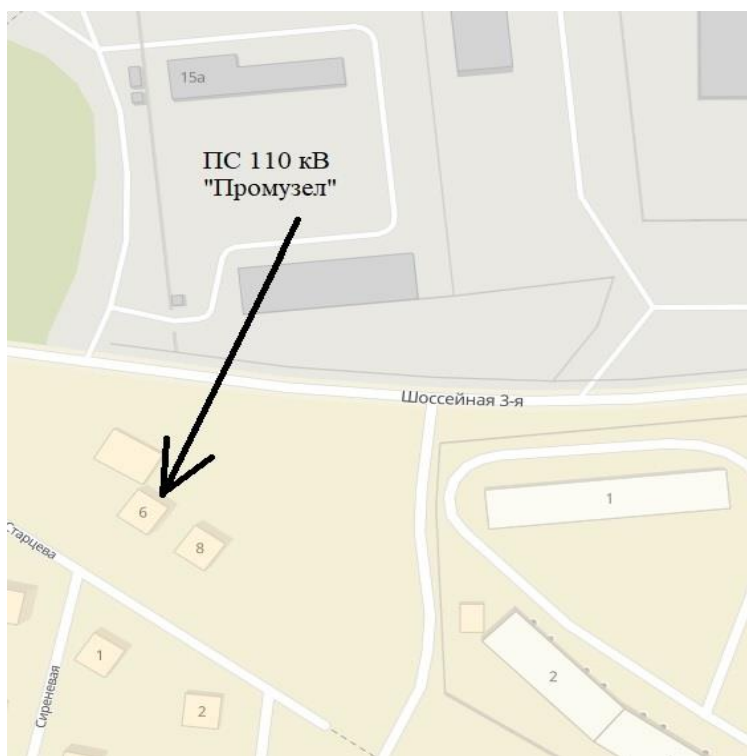 15а
ПС 110 кВ
"Промузел"
Шоссейная 3-я
1
6
8
Старцева
1
2
2
Сиреневая